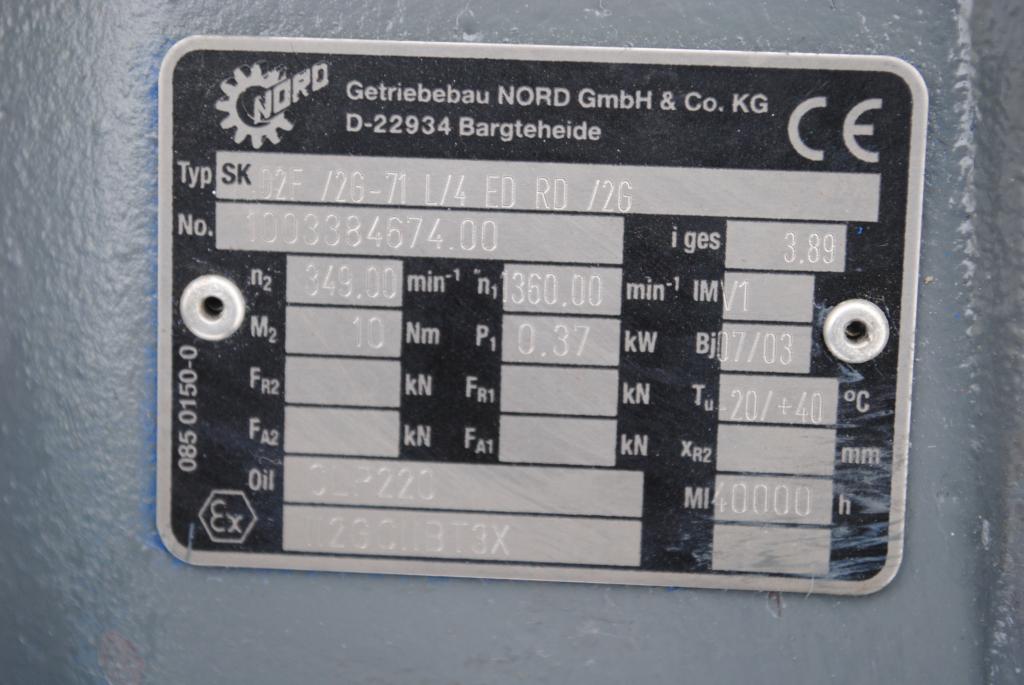 NORD
Getriebebau NORD GmbH & Co. KG
D-22934 Bargteheide
CE
Typ SK 02F /2G-71 L/4 ED RD /2G
No. 1003384674.00 i ges 3.89
n2 349.00 min-1 n1 1360.00 min-1 IM V1
M2 10 Nm P1 0.37 kW Bj 07/03
FR2 kN FR1 kN Tu -20/+40 °C
FA2 kN FA1 kN xR2 mm
Oil CLP220 MI 40000 h
Ex II2GCIIBT3X
085 0150-0